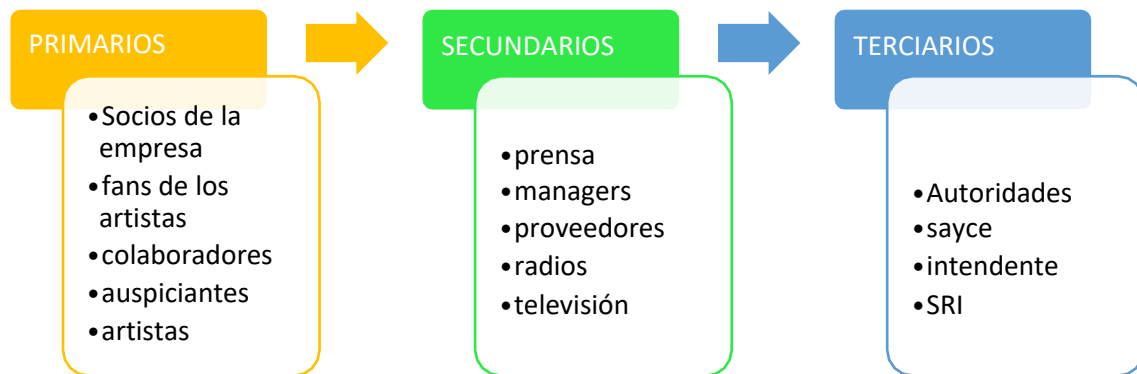 PRIMARIOS
•Socios de la
empresa
•fans de los
artistas
•colaboradores
•auspiciantes
•artistas
SECUNDARIOS
•prensa
•managers
•proveedores
•radios
•televisión
TERCIARIOS
•Autoridades
•sayce
•intendente
•SRI